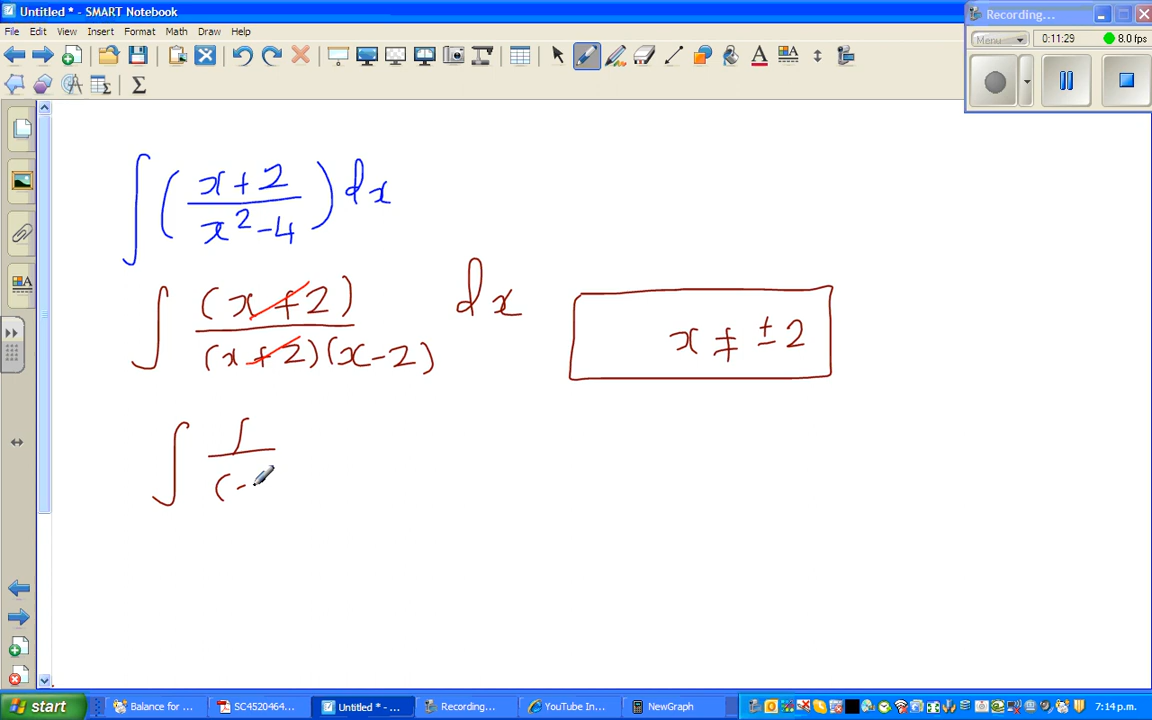 Untitled * - SMART Notebook
Recording...
File Edit View Insert Format Math Draw Help
Menu
0:11:29
8.0 fps
∫ ( x+2 / x²-4 ) dx
∫ (x+2) / (x+2)(x-2) dx
x ≠ ±2
∫ 1 / (-
start
Balance for ...
SC4520464...
Untitled * - ...
Recording...
YouTube In...
NewGraph
7:14 p.m.